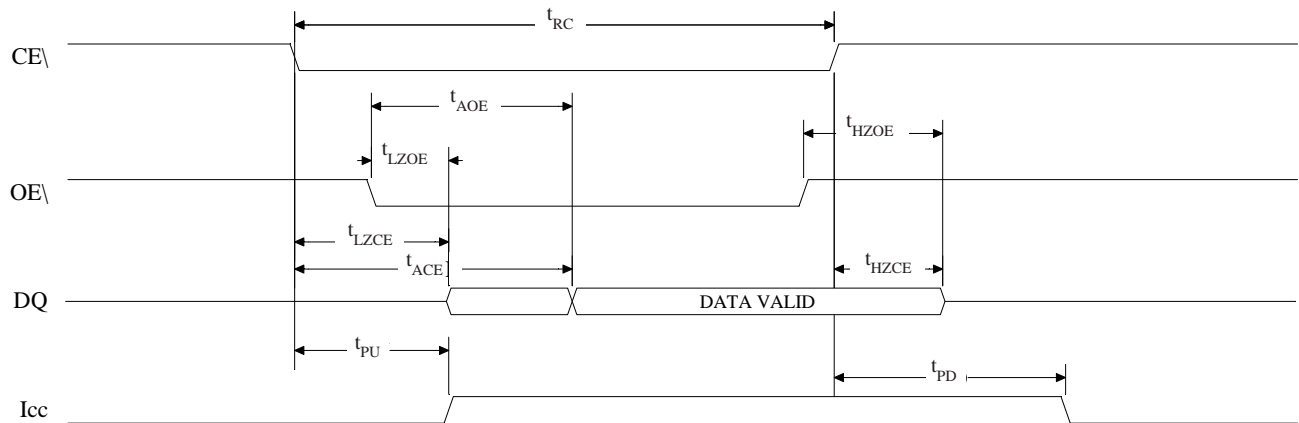 tRC
CE\
tAOE
tHZOE
tLZOE
OE\
tLZCE
tACE
tHZCE
DQ
DATA VALID
tPU
tPD
Icc